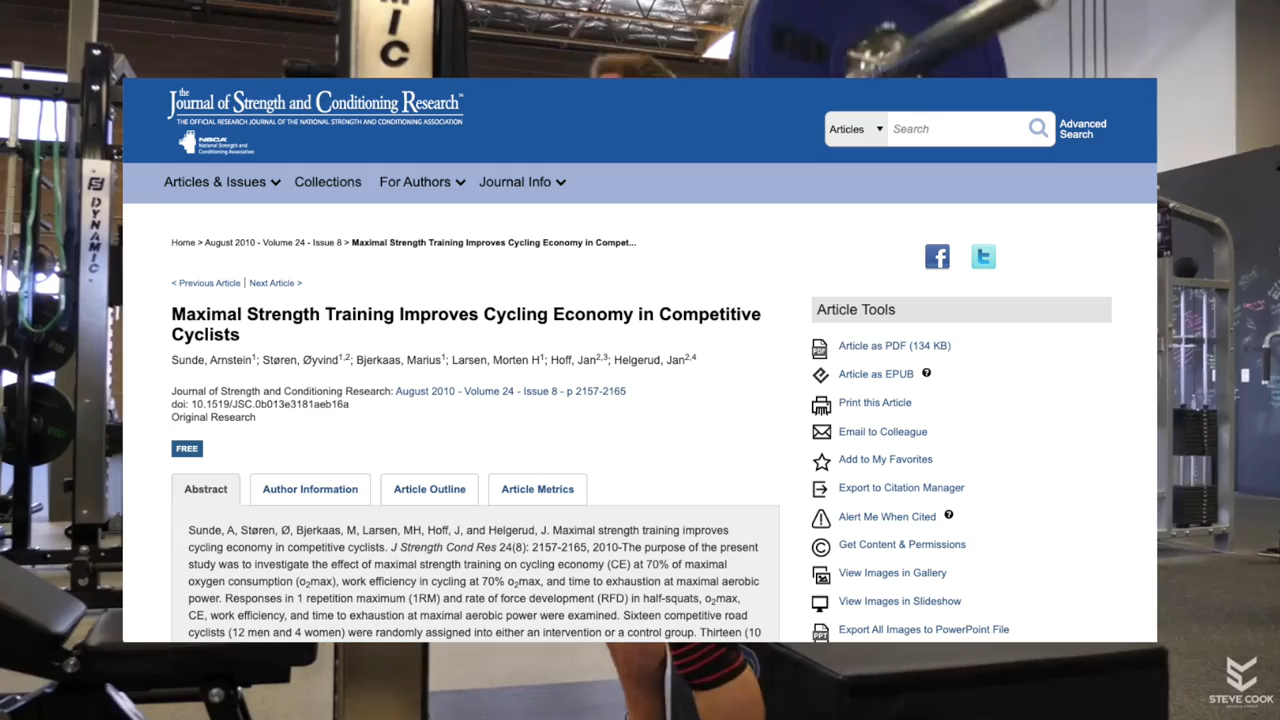 MIC
DYNAMIC
the
Journal of Strength and Conditioning Research™
THE OFFICIAL RESEARCH JOURNAL OF THE NATIONAL STRENGTH AND CONDITIONING ASSOCIATION
NSCA
National Strength and
Conditioning Association
Articles ▼ Search
Advanced
Search
Articles & Issues Collections For Authors Journal Info
Home > August 2010 - Volume 24 - Issue 8 > Maximal Strength Training Improves Cycling Economy in Compet...
< Previous Article | Next Article >
Maximal Strength Training Improves Cycling Economy in Competitive
Cyclists
Sunde, Arnstein1; Støren, Øyvind1,2; Bjerkaas, Marius1; Larsen, Morten H1; Hoff, Jan2,3; Helgerud, Jan2,4
Journal of Strength and Conditioning Research: August 2010 - Volume 24 - Issue 8 - p 2157-2165
doi: 10.1519/JSC.0b013e3181aeb16a
Original Research
FREE
Abstract Author Information Article Outline Article Metrics
Sunde, A, Støren, Ø, Bjerkaas, M, Larsen, MH, Hoff, J, and Helgerud, J. Maximal strength training improves
cycling economy in competitive cyclists. J Strength Cond Res 24(8): 2157-2165, 2010-The purpose of the present
study was to investigate the effect of maximal strength training on cycling economy (CE) at 70% of maximal
oxygen consumption (o2max), work efficiency in cycling at 70% o2max, and time to exhaustion at maximal aerobic
power. Responses in 1 repetition maximum (1RM) and rate of force development (RFD) in half-squats, o2max,
CE, work efficiency, and time to exhaustion at maximal aerobic power were examined. Sixteen competitive road
cyclists (12 men and 4 women) were randomly assigned into either an intervention or a control group. Thirteen (10
Article Tools
PDF Article as PDF (134 KB)
Article as EPUB ?
Print this Article
Email to Colleague
Add to My Favorites
Export to Citation Manager
Alert Me When Cited ?
Get Content & Permissions
View Images in Gallery
View Images in Slideshow
PPT Export All Images to PowerPoint File
STEVE COOK